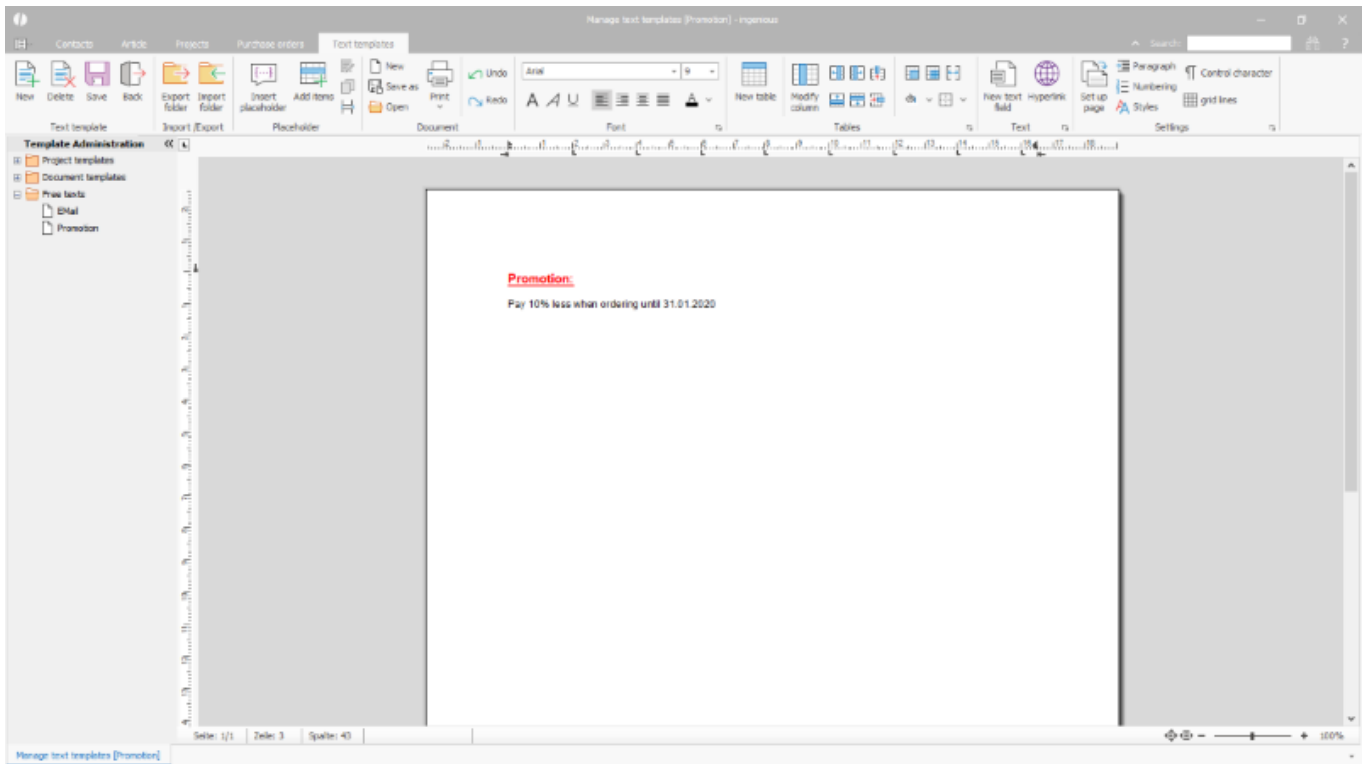 Manage text templates [Promotion] - ingenious
Contacts Article Projects Purchase orders Text templates Search: ?
New Delete Save Back Export folder Import folder Insert placeholder Add items New Save as Open Print Undo Redo Arial 9 A A U A New table Modify column New text field Hyperlink Set up page Paragraph Numbering Styles Control character grid lines
Text template Import /Export Placeholder Document Font Tables Text Settings
Template Administration
Project templates
Document templates
Free texts
EMail
Promotion
Promotion:
Pay 10% less when ordering until 31.01.2020
Seite: 1/1 Zeile: 3 Spalte: 43 100%
Manage text templates [Promotion]